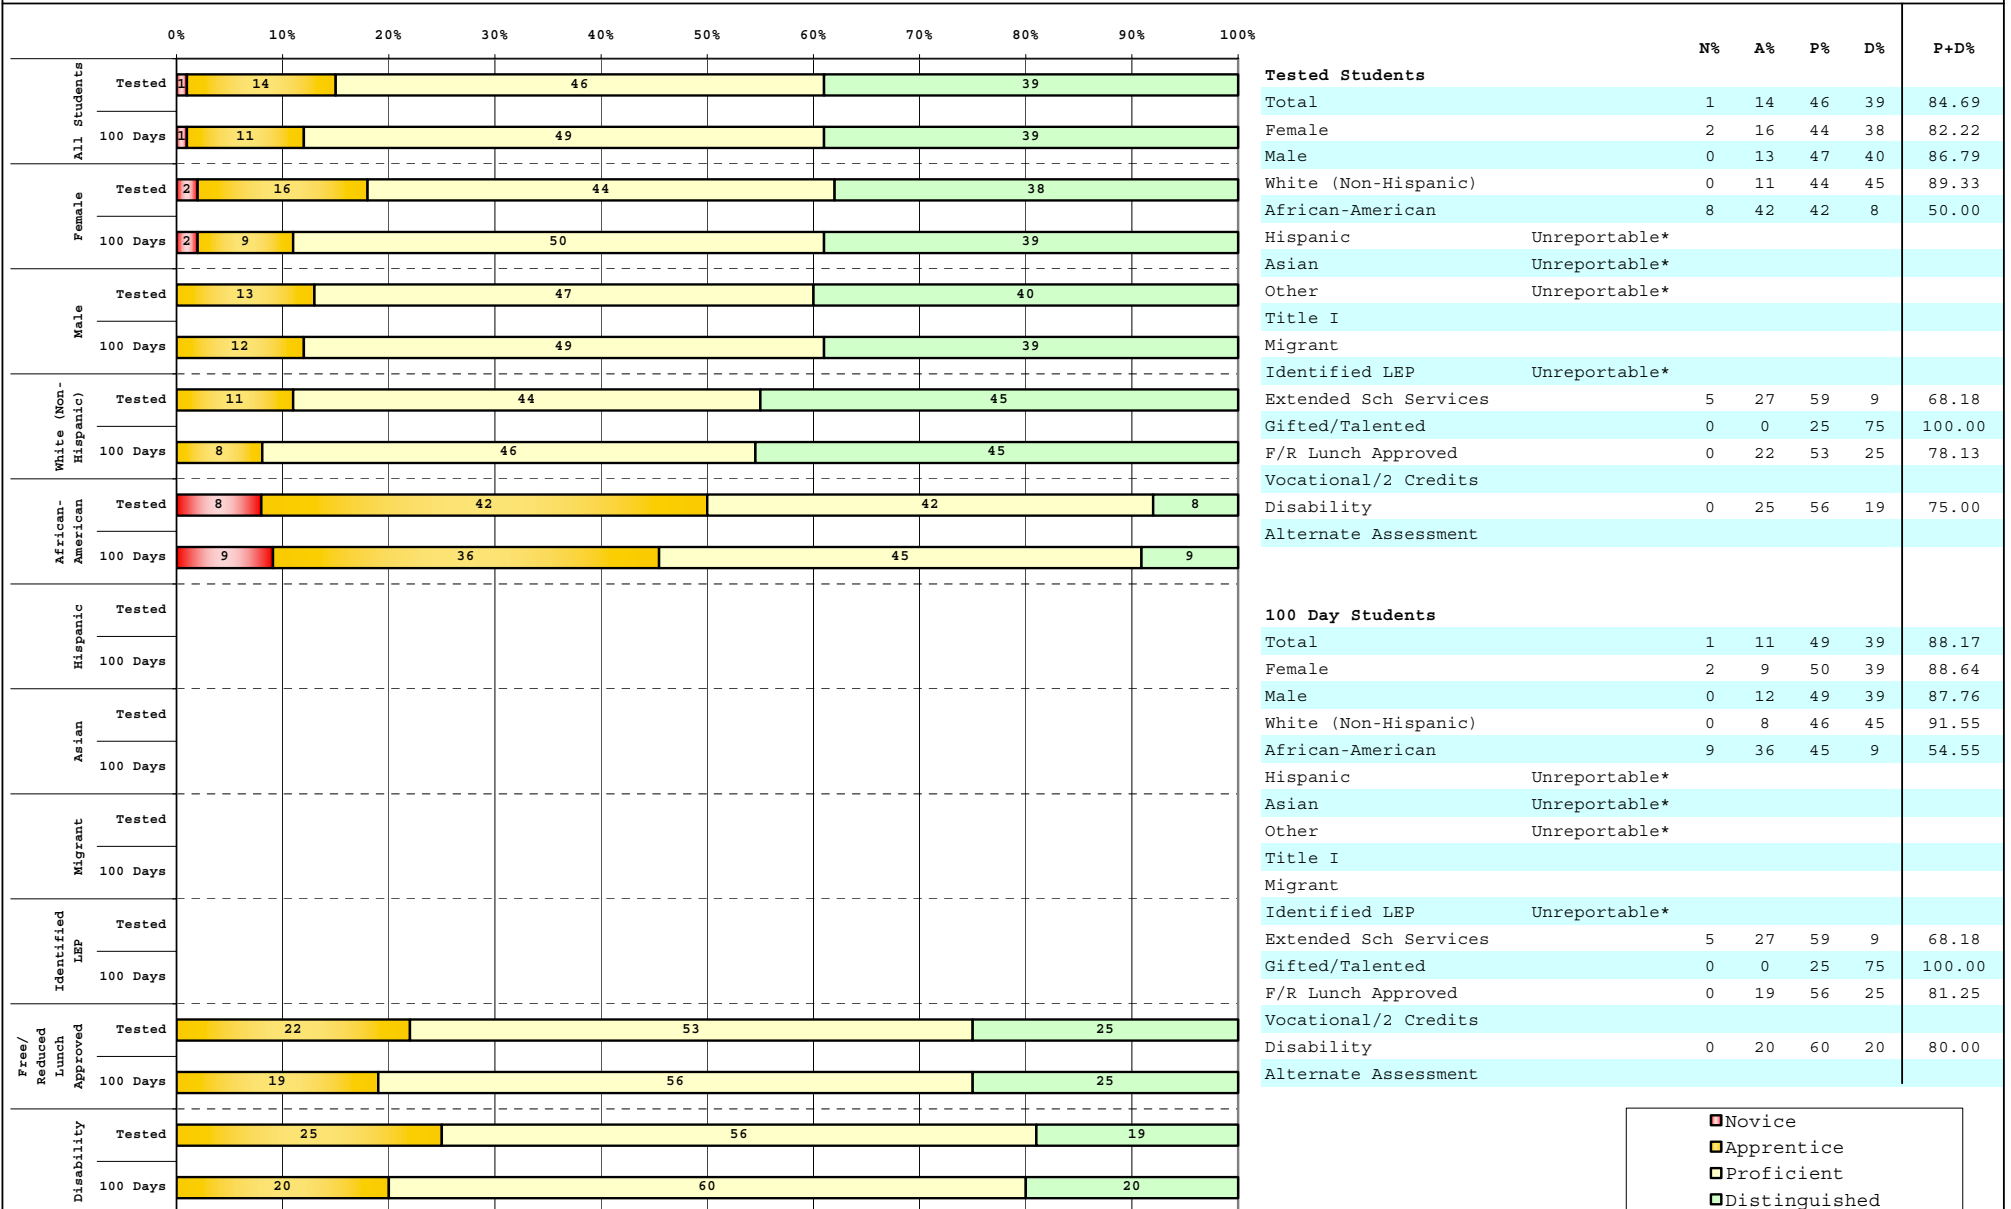 0% 10% 20% 30% 40% 50% 60% 70% 80% 90% 100%
All Students
Tested 1 14 46 39
100 Days 1 11 49 39
Female
Tested 2 16 44 38
100 Days 2 9 50 39
Male
Tested 13 47 40
100 Days 12 49 39
White (Non-
Hispanic)
Tested 11 44 45
100 Days 8 46 45
African-
American
Tested 8 42 42 8
100 Days 9 36 45 9
Hispanic
Tested
100 Days
Asian
Tested
100 Days
Migrant
Tested
100 Days
Identified
LEP
Tested
100 Days
Free/
Reduced
Lunch
Approved
Tested 22 53 25
100 Days 19 56 25
Disability
Tested 25 56 19
100 Days 20 60 20
N% A% P% D% P+D%
Tested Students
Total 1 14 46 39 84.69
Female 2 16 44 38 82.22
Male 0 13 47 40 86.79
White (Non-Hispanic) 0 11 44 45 89.33
African-American 8 42 42 8 50.00
Hispanic Unreportable*
Asian Unreportable*
Other Unreportable*
Title I
Migrant
Identified LEP Unreportable*
Extended Sch Services 5 27 59 9 68.18
Gifted/Talented 0 0 25 75 100.00
F/R Lunch Approved 0 22 53 25 78.13
Vocational/2 Credits
Disability 0 25 56 19 75.00
Alternate Assessment
100 Day Students
Total 1 11 49 39 88.17
Female 2 9 50 39 88.64
Male 0 12 49 39 87.76
White (Non-Hispanic) 0 8 46 45 91.55
African-American 9 36 45 9 54.55
Hispanic Unreportable*
Asian Unreportable*
Other Unreportable*
Title I
Migrant
Identified LEP Unreportable*
Extended Sch Services 5 27 59 9 68.18
Gifted/Talented 0 0 25 75 100.00
F/R Lunch Approved 0 19 56 25 81.25
Vocational/2 Credits
Disability 0 20 60 20 80.00
Alternate Assessment
Novice
Apprentice
Proficient
Distinguished